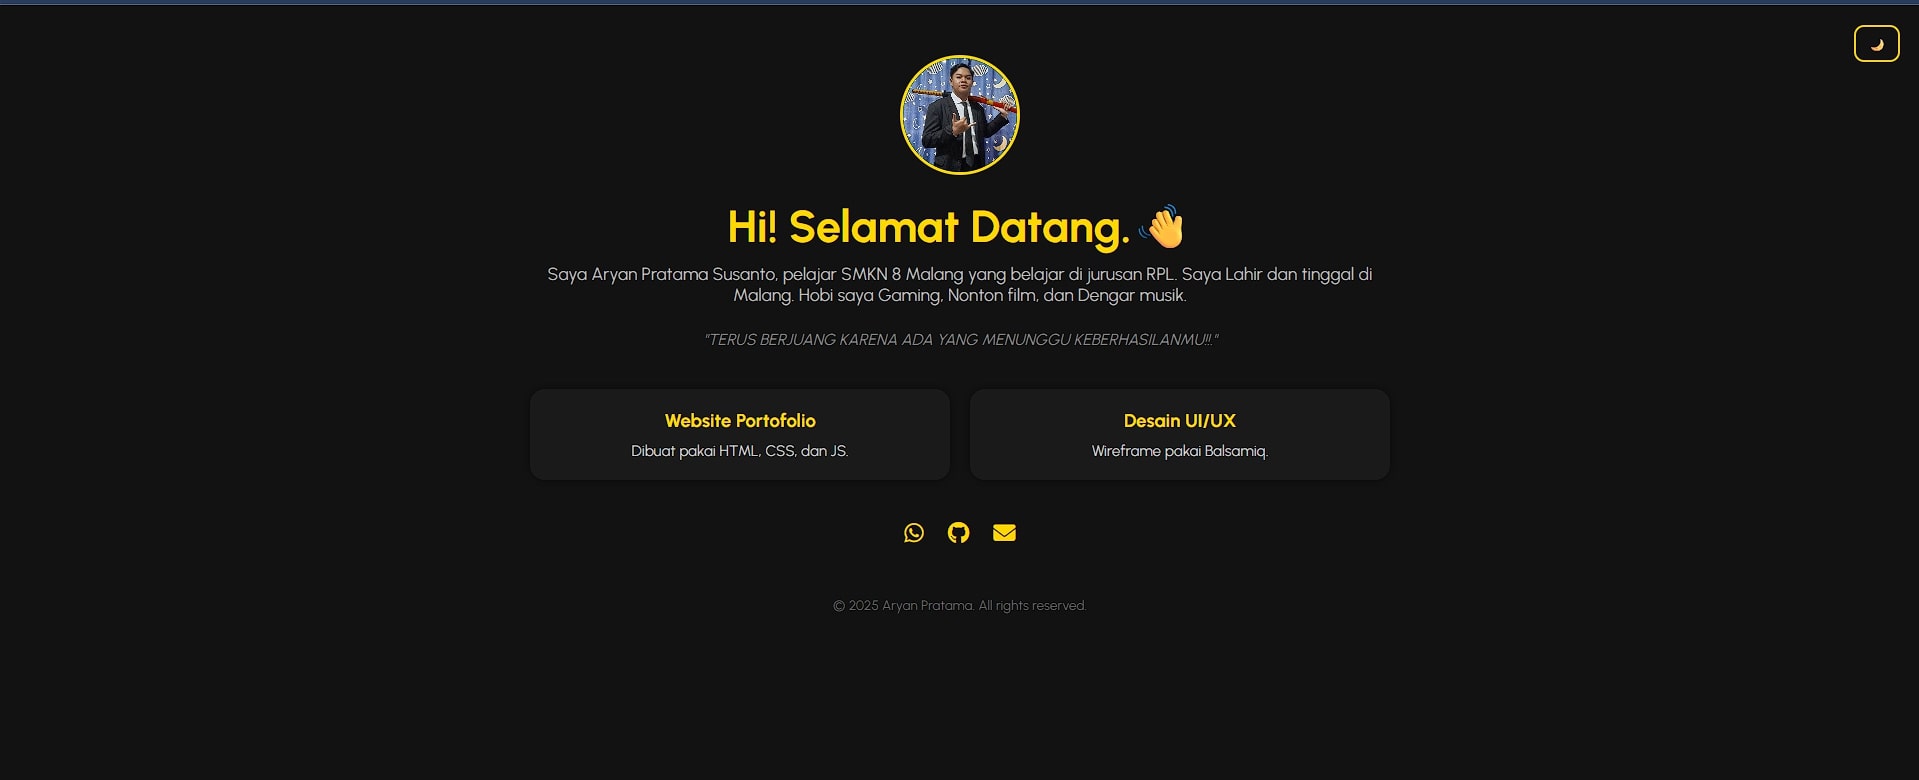 Hi! Selamat Datang. 👋
Saya Aryan Pratama Susanto, pelajar SMKN 8 Malang yang belajar di jurusan RPL. Saya Lahir dan tinggal di
Malang. Hobi saya Gaming, Nonton film, dan Dengar musik.
"TERUS BERJUANG KARENA ADA YANG MENUNGGU KEBERHASILANMU!!."
Website Portofolio
Dibuat pakai HTML, CSS, dan JS.
Desain UI/UX
Wireframe pakai Balsamiq.
© 2025 Aryan Pratama. All rights reserved.